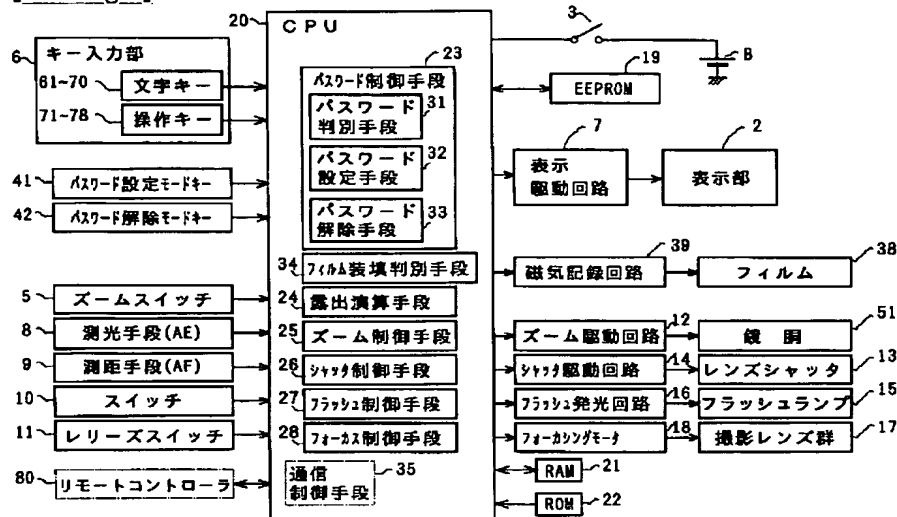 20
CPU
3
B
6
キー入力部
61~70
文字キー
71~78
操作キー
23
パスワード制御手段
パスワード
判別手段
31
パスワード
設定手段
32
パスワード
解除手段
33
19
EEPROM
7
表示
駆動回路
2
表示部
41
パスワード設定モードキー
42
パスワード解除モードキー
34
フィルム装填判別手段
39
磁気記録回路
38
フィルム
5
ズームスイッチ
24
露出演算手段
8
測光手段(AE)
25
ズーム制御手段
12
ズーム駆動回路
51
鏡胴
9
測距手段(AF)
26
シャッタ制御手段
14
シャッタ駆動回路
13
レンズシャッタ
10
スイッチ
27
フラッシュ制御手段
16
フラッシュ発光回路
15
フラッシュランプ
11
レリーズスイッチ
28
フォーカス制御手段
18
フォーカシングモータ
17
撮影レンズ群
80
リモートコントローラ
通信
制御手段
35
RAM
21
ROM
22